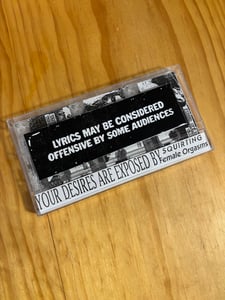 LYRICS MAY BE CONSIDERED
OFFENSIVE BY SOME AUDIENCES
YOUR DESIRES ARE EXPOSED BY SQUIRTING
Female Orgasms